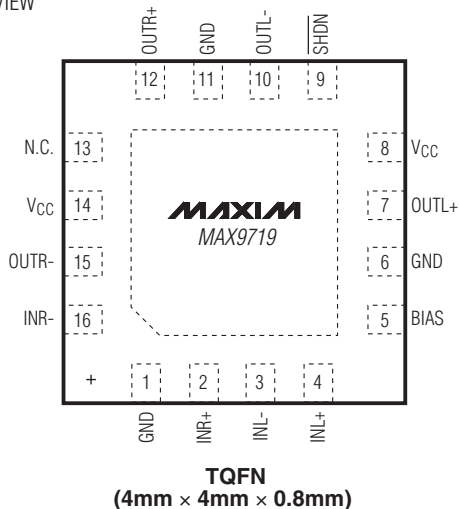 VIEW
OUTR+ GND OUTL- SHDN
12 11 10 9
N.C. 13 8 VCC
VCC 14 MAXIM 7 OUTL+
MAX9719
OUTR- 15 6 GND
INR- 16 5 BIAS
+ 1 2 3 4
GND INR+ INL- INL+
TQFN
(4mm × 4mm × 0.8mm)